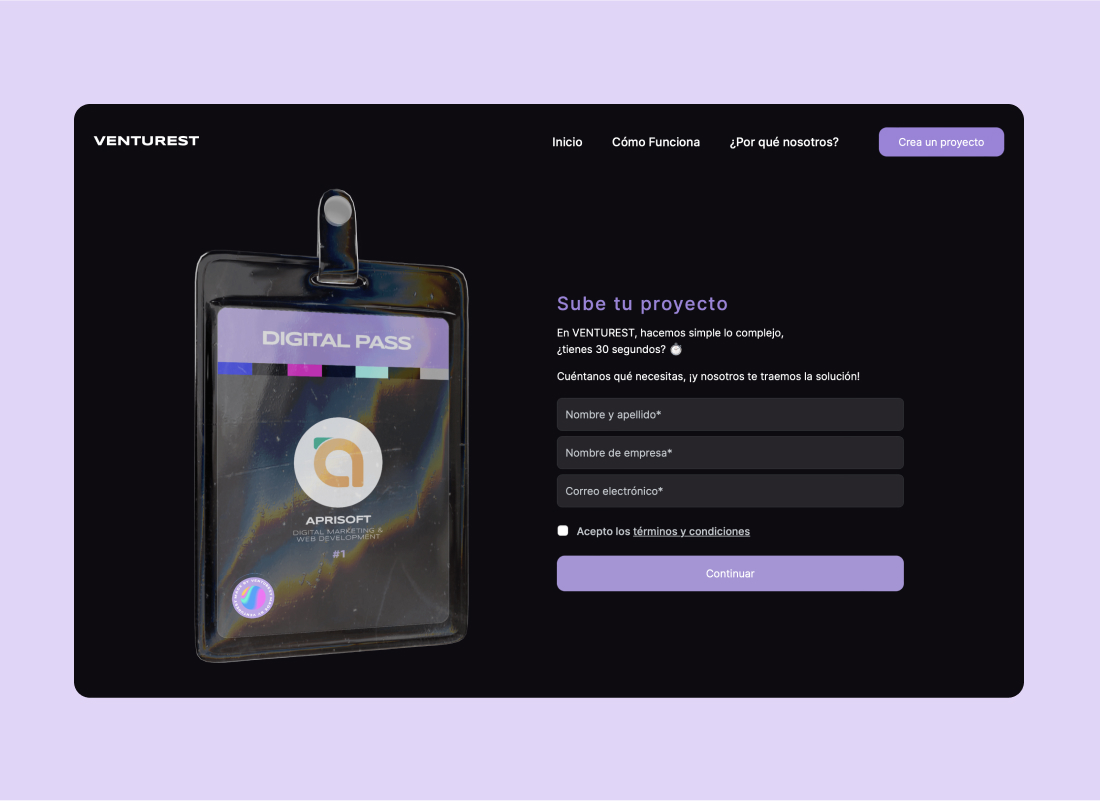 VENTUREST
Inicio
Cómo Funciona
¿Por qué nosotros?
Crea un proyecto
DIGITAL PASS
APRISOFT
DIGITAL MARKETING &
WEB DEVELOPMENT
#1
Sube tu proyecto
En VENTUREST, hacemos simple lo complejo,
¿tienes 30 segundos? ⏱️
Cuéntanos qué necesitas, ¡y nosotros te traemos la solución!
Nombre y apellido*
Nombre de empresa*
Correo electrónico*
Acepto los términos y condiciones
Continuar